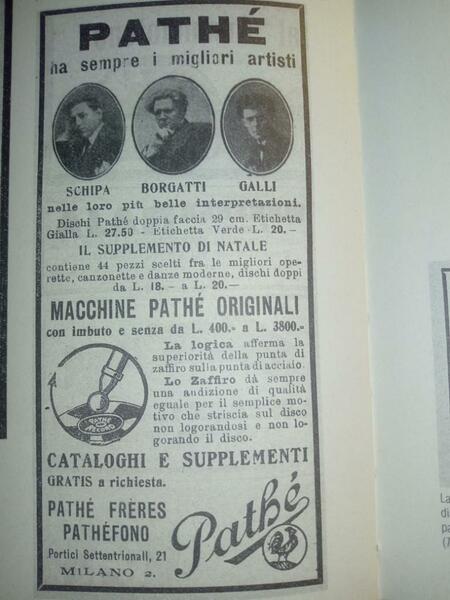 PATHÉ
ha sempre i migliori artisti
SCHIPA BORGATTI GALLI
nelle loro più belle interpretazioni.
Dischi Pathé doppia faccia 29 cm. Etichetta
Gialla L. 27.50 - Etichetta Verde L. 20.—
IL SUPPLEMENTO DI NATALE
contiene 44 pezzi scelti fra le migliori ope-
rette, canzonette e danze moderne, dischi doppi
da L. 18.— a L. 20.—
MACCHINE PATHÉ ORIGINALI
con imbuto e senza da L. 400.- a L. 3800.-
La logica afferma la
superiorità della punta di
zaffiro sulla punta di acciaio.
Lo Zaffiro dà sempre
una audizione di qualità
eguale per il semplice mo-
tivo che striscia sul disco
non logorandosi e non lo-
gorando il disco.
PATHÉ
RECORD
CATALOGHI E SUPPLEMENTI
GRATIS a richiesta.
PATHÉ FRÈRES
PATHÉFONO
Portici Settentrionali, 21
MILANO 2.
Pathé
La
di
pa